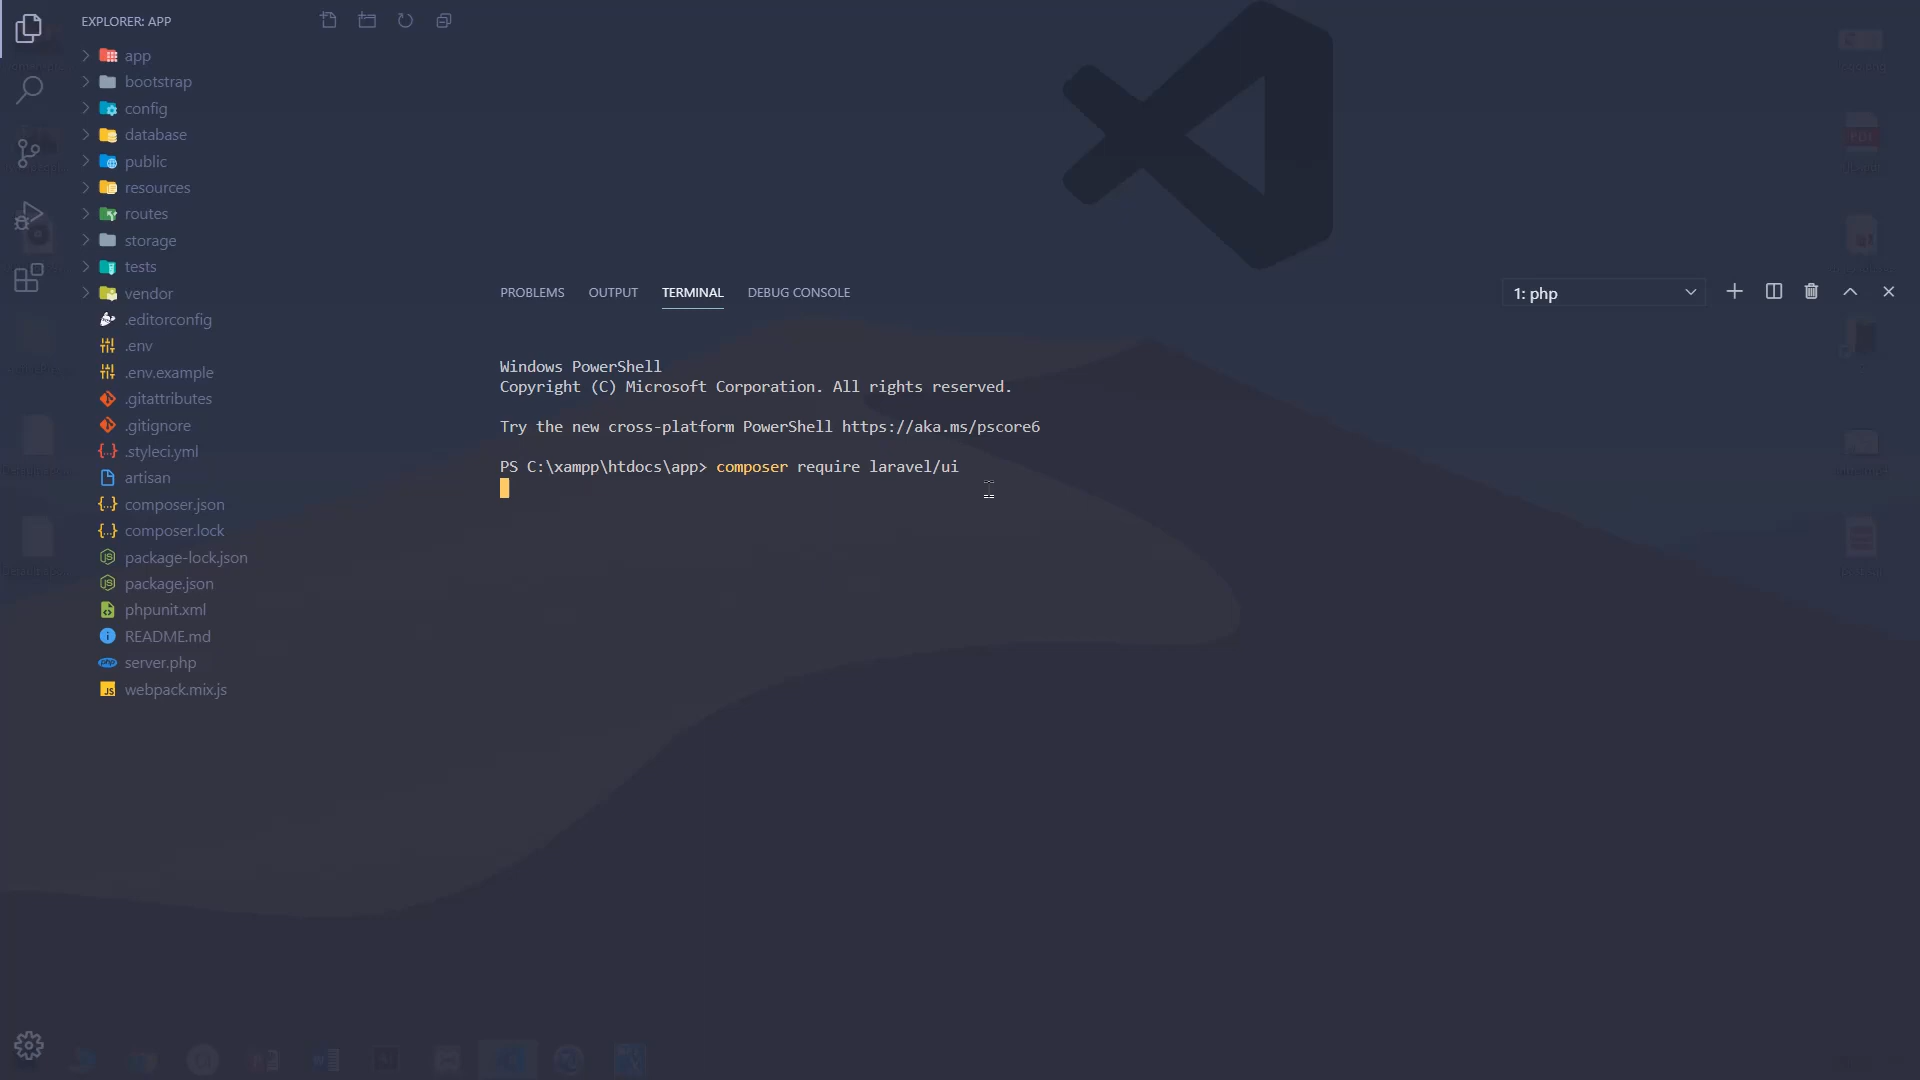 EXPLORER: APP
app
bootstrap
config
database
public
resources
routes
storage
tests
vendor
.editorconfig
.env
.env.example
.gitattributes
.gitignore
.styleci.yml
artisan
composer.json
composer.lock
package-lock.json
package.json
phpunit.xml
README.md
server.php
webpack.mix.js
PROBLEMS OUTPUT TERMINAL DEBUG CONSOLE 1: php
Windows PowerShell
Copyright (C) Microsoft Corporation. All rights reserved.
Try the new cross-platform PowerShell https://aka.ms/pscore6
PS C:\xampp\htdocs\app> composer require laravel/ui